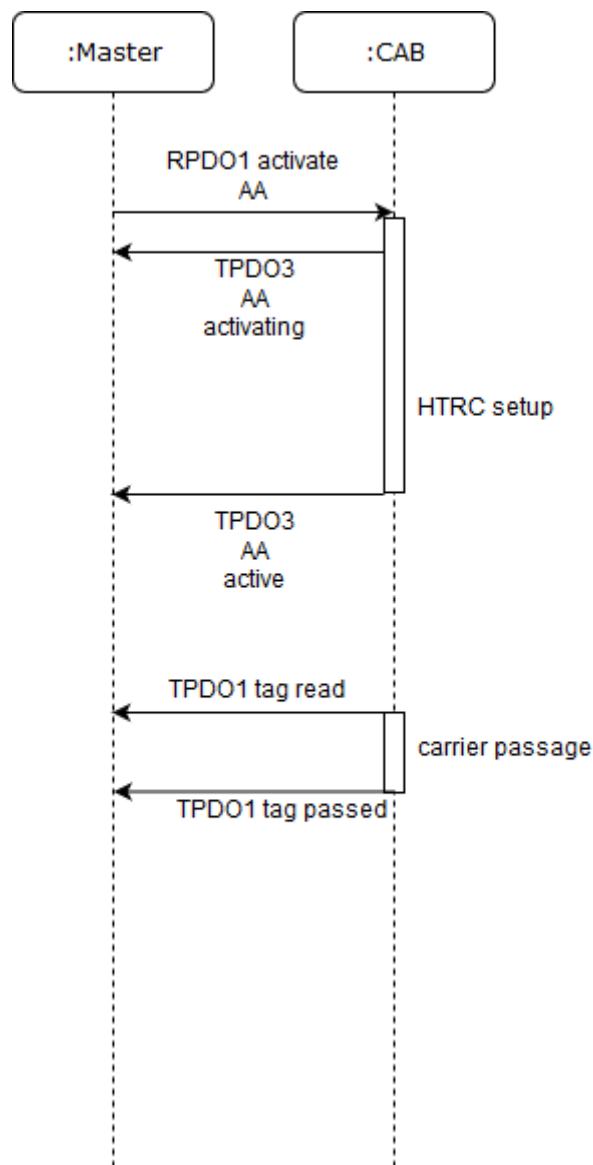 :Master
:CAB
RPDO1 activate
AA
TPDO3
AA
activating
HTRC setup
TPDO3
AA
active
TPDO1 tag read
carrier passage
TPDO1 tag passed